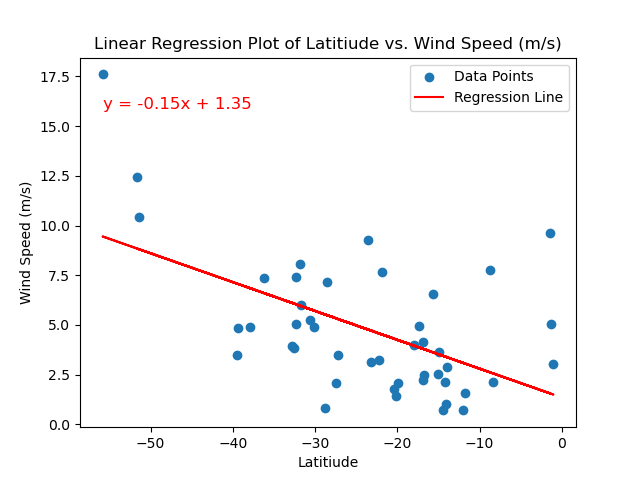 Linear Regression Plot of Latitiude vs. Wind Speed (m/s)
Data Points
Regression Line
y = -0.15x + 1.35
Wind Speed (m/s)
17.5
15.0
12.5
10.0
7.5
5.0
2.5
0.0
−50
−40
−30
−20
−10
0
Latitiude